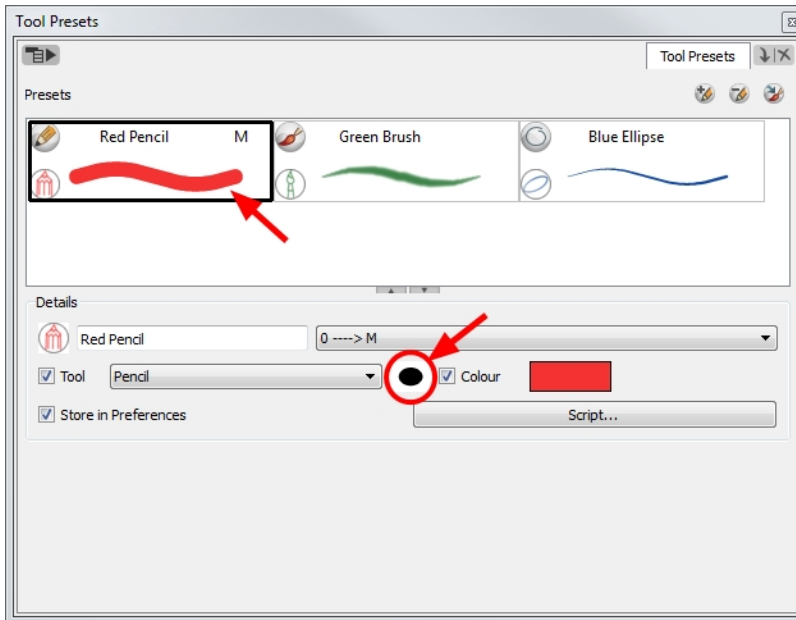 Tool Presets
Tool Presets
Presets
Red Pencil M Green Brush Blue Ellipse
Details
Red Pencil 0 ----> M
Tool Pencil Colour
Store in Preferences Script...